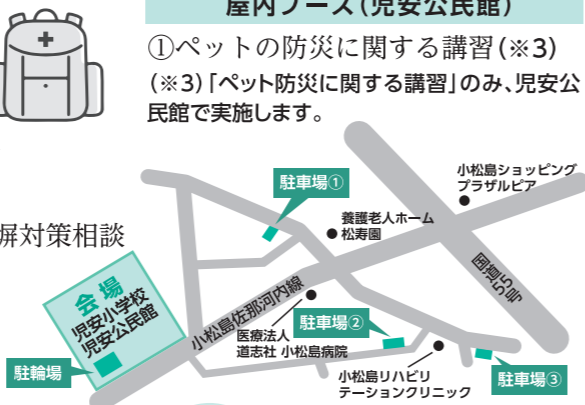 屋内ブース(児安公民館)
①ペットの防災に関する講習(※3)
(※3)「ペット防災に関する講習」のみ、児安公
民館で実施します。
塀対策相談
駐車場①
小松島ショッピング
プラザルピア
養護老人ホーム
松寿園
国道55号
会場
児安小学校
児安公民館
小松島佐那河内線
医療法人
道志社 小松島病院
駐車場②
駐輪場
小松島リハビリ
テーションクリニック
駐車場③